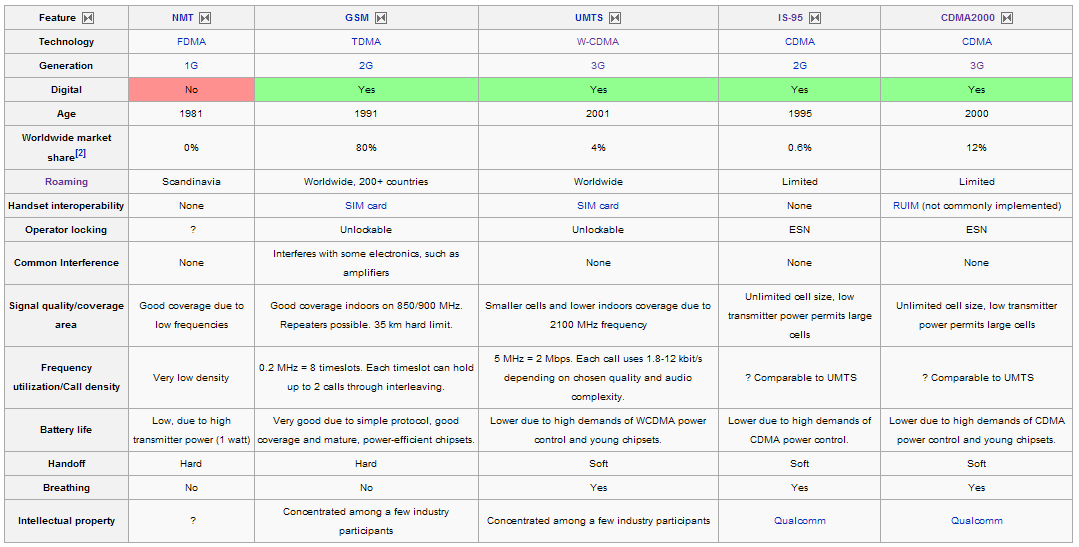 Feature NMT GSM UMTS IS-95 CDMA2000
Technology FDMA TDMA W-CDMA CDMA CDMA
Generation 1G 2G 3G 2G 3G
Digital No Yes Yes Yes Yes
Age 1981 1991 2001 1995 2000
Worldwide market
share[2] 0% 80% 4% 0.6% 12%
Roaming Scandinavia Worldwide, 200+ countries Worldwide Limited Limited
Handset interoperability None SIM card SIM card None RUIM (not commonly implemented)
Operator locking ? Unlockable Unlockable ESN ESN
Common Interference None Interferes with some electronics, such as
amplifiers None None None
Signal quality/coverage
area Good coverage due to
low frequencies Good coverage indoors on 850/900 MHz.
Repeaters possible. 35 km hard limit. Smaller cells and lower indoors coverage due to
2100 MHz frequency Unlimited cell size, low
transmitter power permits large
cells Unlimited cell size, low transmitter
power permits large cells
Frequency
utilization/Call density Very low density 0.2 MHz = 8 timeslots. Each timeslot can hold
up to 2 calls through interleaving. 5 MHz = 2 Mbps. Each call uses 1.8-12 kbit/s
depending on chosen quality and audio
complexity. ? Comparable to UMTS ? Comparable to UMTS
Battery life Low, due to high
transmitter power (1 watt) Very good due to simple protocol, good
coverage and mature, power-efficient chipsets. Lower due to high demands of WCDMA power
control and young chipsets. Lower due to high demands of
CDMA power control. Lower due to high demands of CDMA
power control and young chipsets.
Handoff Hard Hard Soft Soft Soft
Breathing No No Yes Yes Yes
Intellectual property ? Concentrated among a few industry
participants Concentrated among a few industry participants Qualcomm Qualcomm